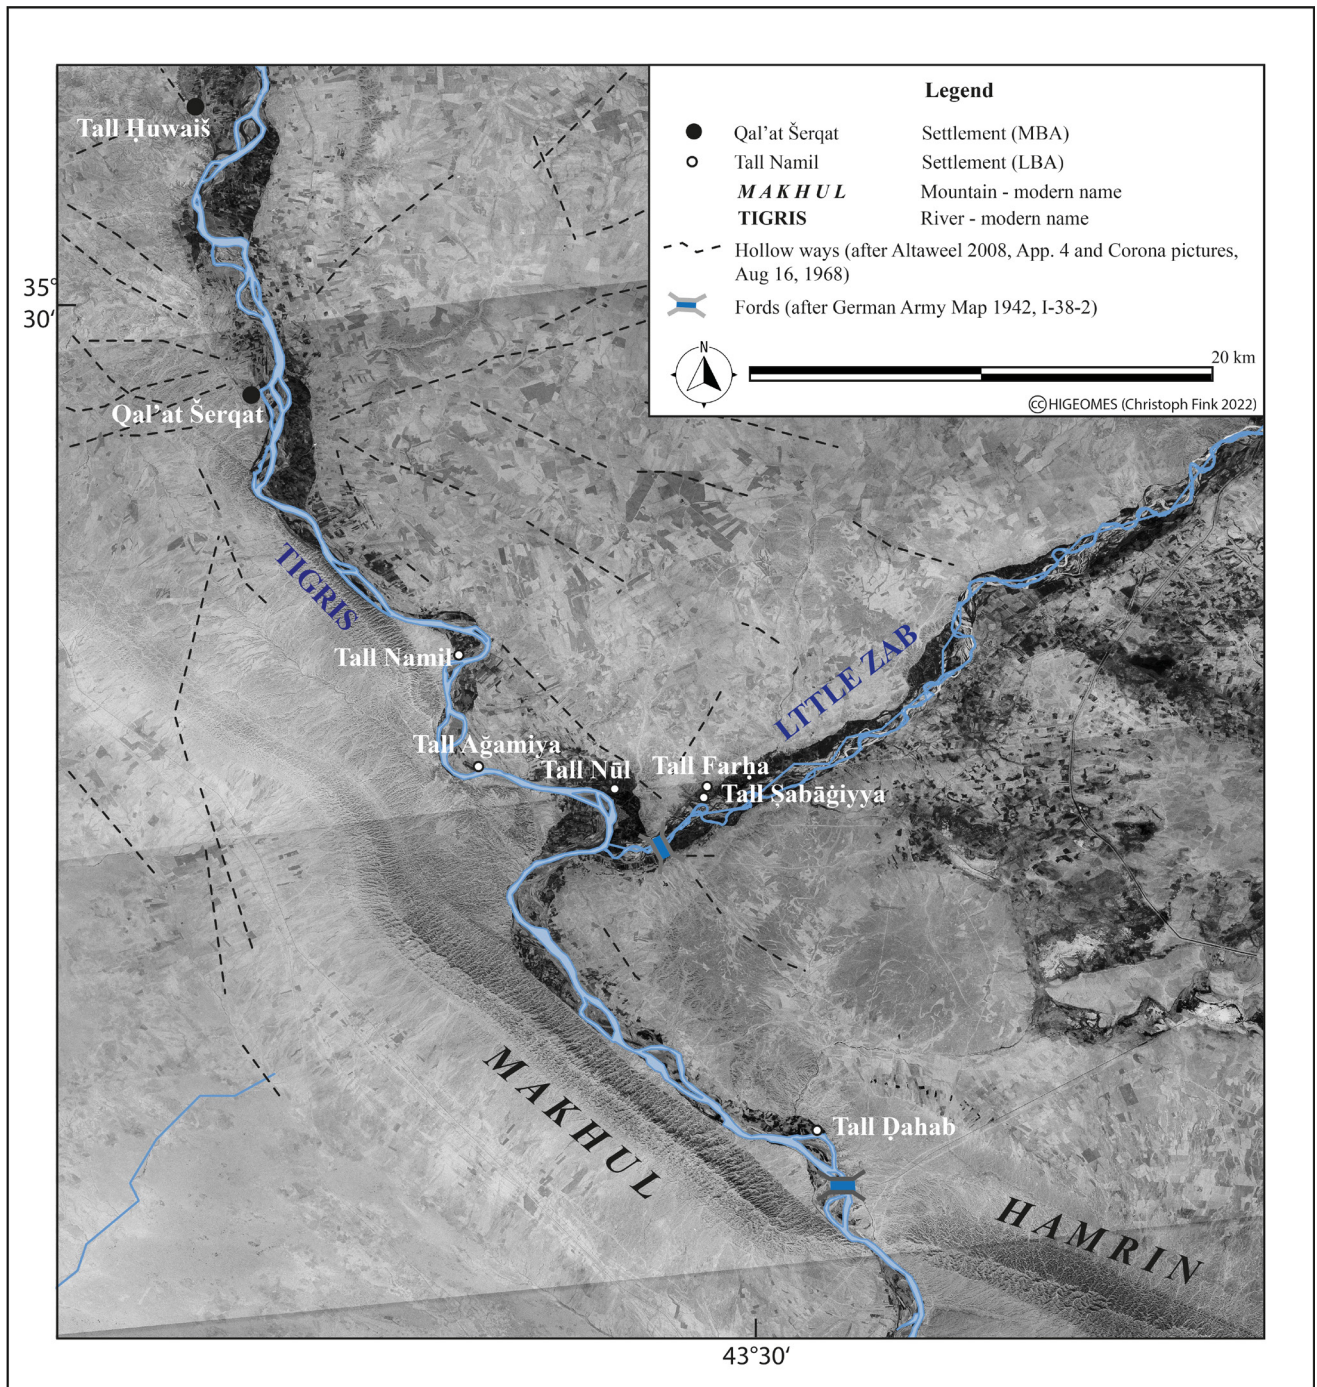 Legend
Qal’at Šerqat Settlement (MBA)
Tall Namil Settlement (LBA)
MAKHUL Mountain - modern name
TIGRIS River - modern name
Hollow ways (after Altaweel 2008, App. 4 and Corona pictures,
Aug 16, 1968)
Fords (after German Army Map 1942, I-38-2)
N
20 km
cc HIGEOMES (Christoph Fink 2022)
Tall Ḥuwaiš
35°
30‘
Qal’at Šerqat
TIGRIS
Tall Namil
LTTLE ZAB
Tall Aǧamiya
Tall Nūl
Tall Farḥa
Tall Ṣabāġiyya
MAKHUL
Tall Ḍahab
HAMRIN
43°30‘